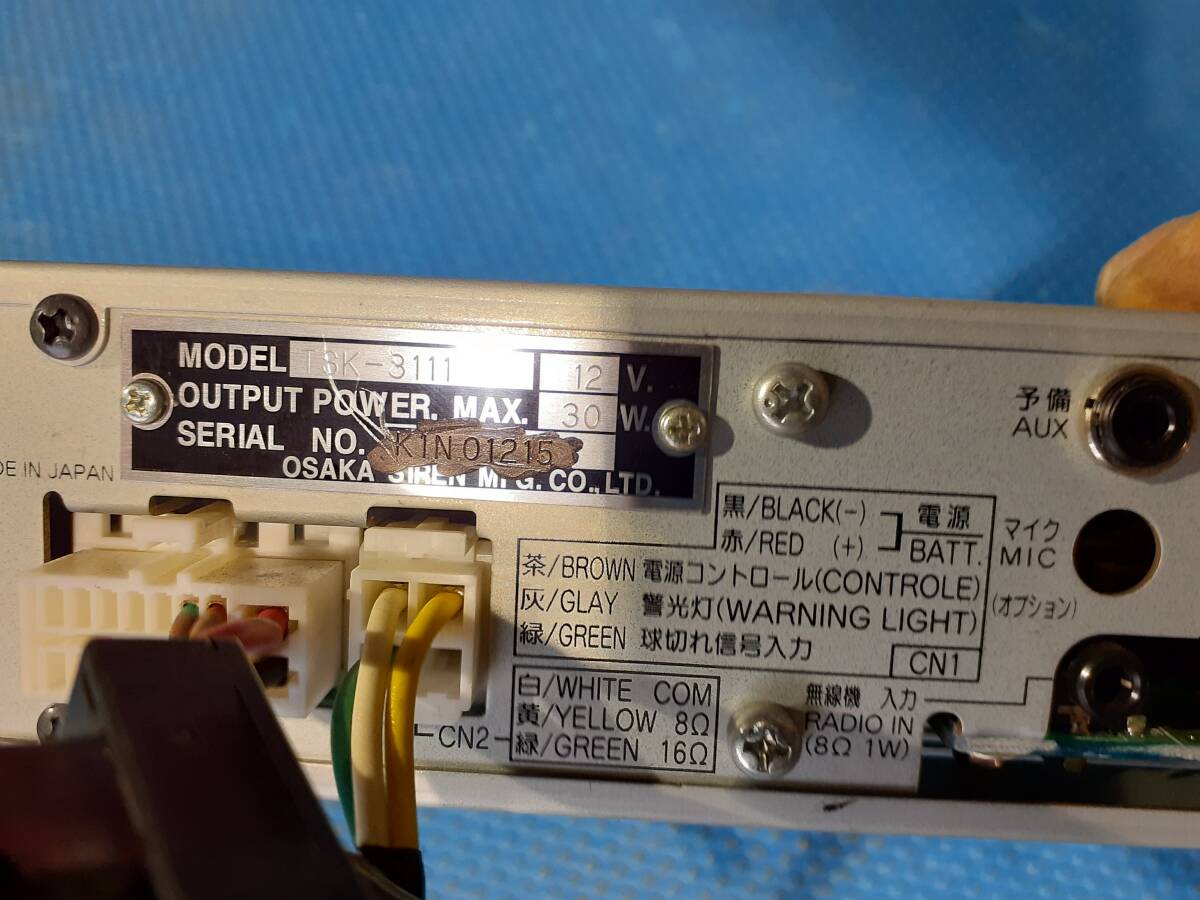 MODEL TSK-3111 12 V.
OUTPUT POWER. MAX. 30 W.
SERIAL NO. K1N01215
OSAKA SIREN MFG. CO., LTD.
DE IN JAPAN
予備
AUX
黒/BLACK(-)
赤/RED (+)
電源
BATT.
茶/BROWN 電源コントロール(CONTROLE)
灰/GLAY 警光灯(WARNING LIGHT)
緑/GREEN 球切れ信号入力
CN1
マイク
MIC
(オプション)
白/WHITE COM
黄/YELLOW 8Ω
緑/GREEN 16Ω
CN2
無線機 入力
RADIO IN
(8Ω 1W)